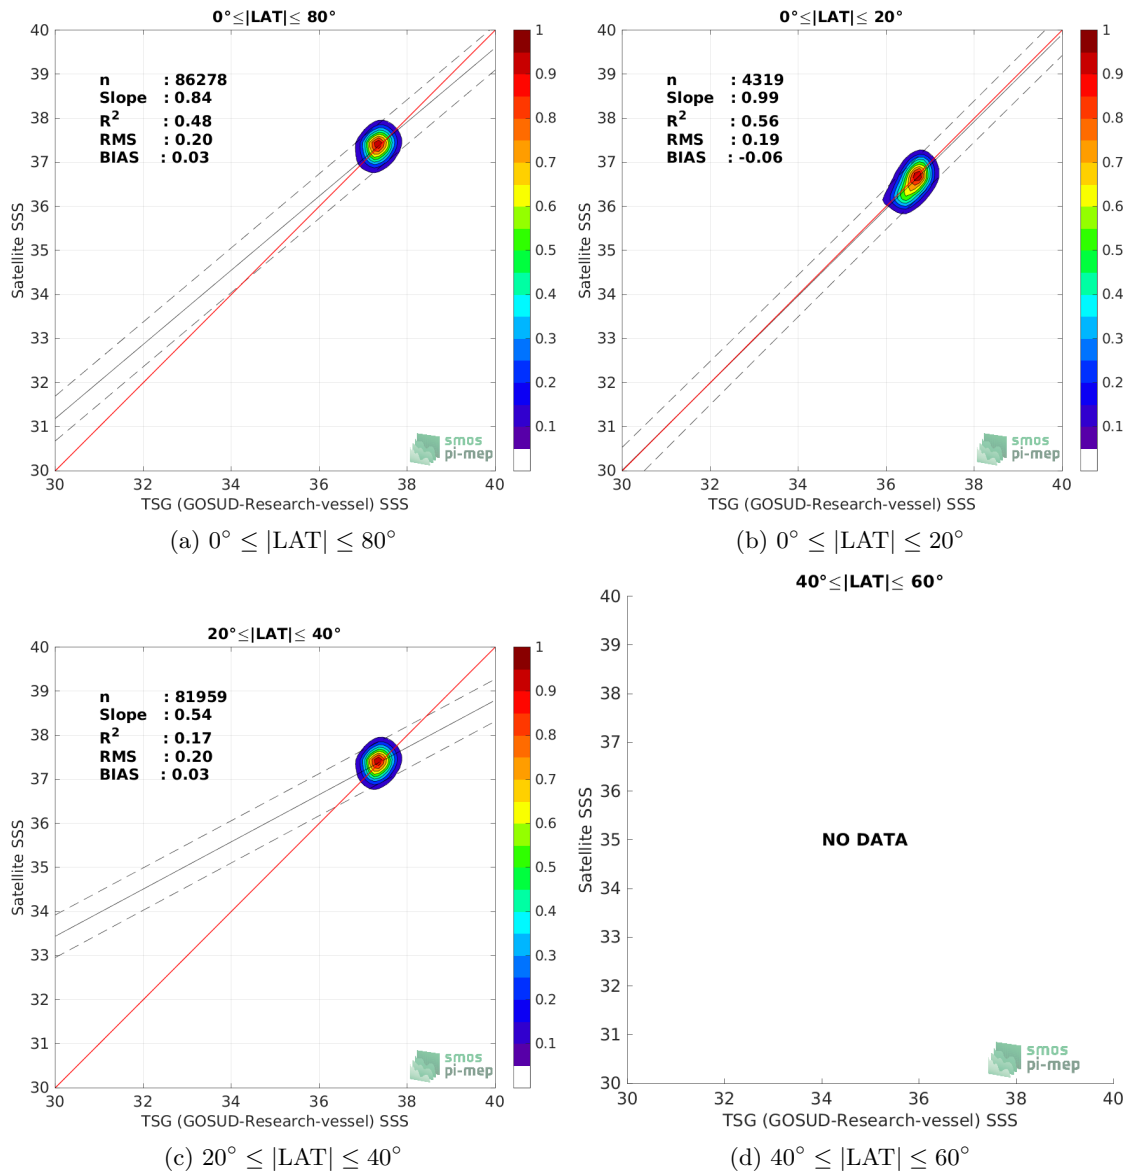 0°≤|LAT|≤ 80°
40
39
38
37
36
35
34
33
32
31
30
n : 86278
Slope : 0.84
R² : 0.48
RMS : 0.20
BIAS : 0.03
Satellite SSS
smos
pi-mep
30 32 34 36 38 40
TSG (GOSUD-Research-vessel) SSS
1
0.9
0.8
0.7
0.6
0.5
0.4
0.3
0.2
0.1
(a) 0° ≤ |LAT| ≤ 80°
0°≤|LAT|≤ 20°
40
39
38
37
36
35
34
33
32
31
30
n : 4319
Slope : 0.99
R² : 0.56
RMS : 0.19
BIAS : -0.06
Satellite SSS
smos
pi-mep
30 32 34 36 38 40
TSG (GOSUD-Research-vessel) SSS
1
0.9
0.8
0.7
0.6
0.5
0.4
0.3
0.2
0.1
(b) 0° ≤ |LAT| ≤ 20°
20°≤|LAT|≤ 40°
40
39
38
37
36
35
34
33
32
31
30
n : 81959
Slope : 0.54
R² : 0.17
RMS : 0.20
BIAS : 0.03
Satellite SSS
smos
pi-mep
30 32 34 36 38 40
TSG (GOSUD-Research-vessel) SSS
1
0.9
0.8
0.7
0.6
0.5
0.4
0.3
0.2
0.1
(c) 20° ≤ |LAT| ≤ 40°
40°≤|LAT|≤ 60°
40
39
38
37
36
35
34
33
32
31
30
NO DATA
Satellite SSS
smos
pi-mep
30 32 34 36 38 40
TSG (GOSUD-Research-vessel) SSS
(d) 40° ≤ |LAT| ≤ 60°